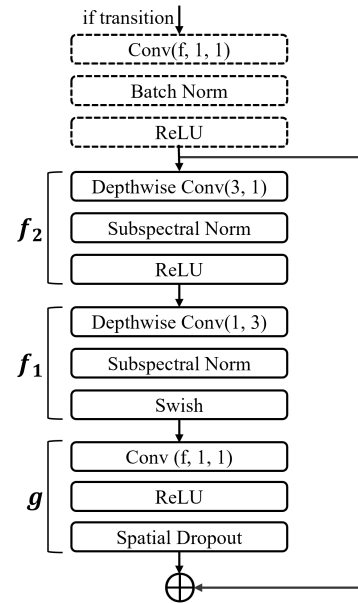 if transition
Conv(f, 1, 1)
Batch Norm
ReLU
Depthwise Conv(3, 1)
f₂
Subspectral Norm
ReLU
Depthwise Conv(1, 3)
f₁
Subspectral Norm
Swish
Conv (f, 1, 1)
g
ReLU
Spatial Dropout